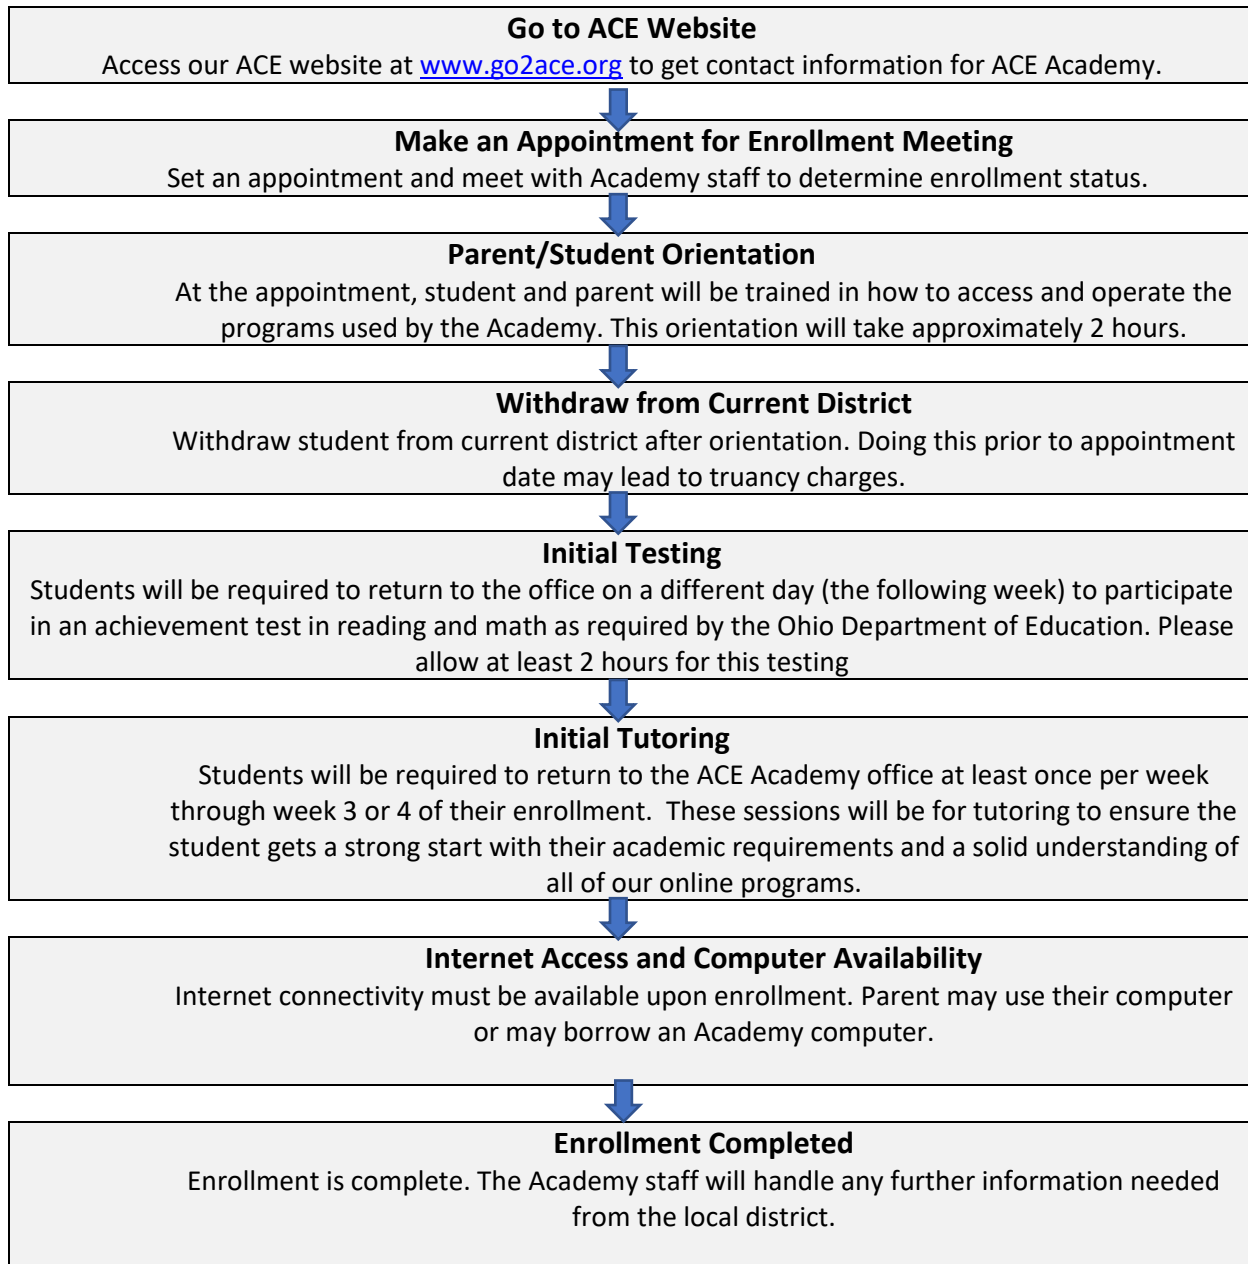 Go to ACE Website
Access our ACE website at www.go2ace.org to get contact information for ACE Academy.
Make an Appointment for Enrollment Meeting
Set an appointment and meet with Academy staff to determine enrollment status.
Parent/Student Orientation
At the appointment, student and parent will be trained in how to access and operate the
programs used by the Academy. This orientation will take approximately 2 hours.
Withdraw from Current District
Withdraw student from current district after orientation. Doing this prior to appointment
date may lead to truancy charges.
Initial Testing
Students will be required to return to the office on a different day (the following week) to participate
in an achievement test in reading and math as required by the Ohio Department of Education. Please
allow at least 2 hours for this testing
Initial Tutoring
Students will be required to return to the ACE Academy office at least once per week
through week 3 or 4 of their enrollment.  These sessions will be for tutoring to ensure the
student gets a strong start with their academic requirements and a solid understanding of
all of our online programs.
Internet Access and Computer Availability
Internet connectivity must be available upon enrollment. Parent may use their computer
or may borrow an Academy computer.
Enrollment Completed
Enrollment is complete. The Academy staff will handle any further information needed
from the local district.